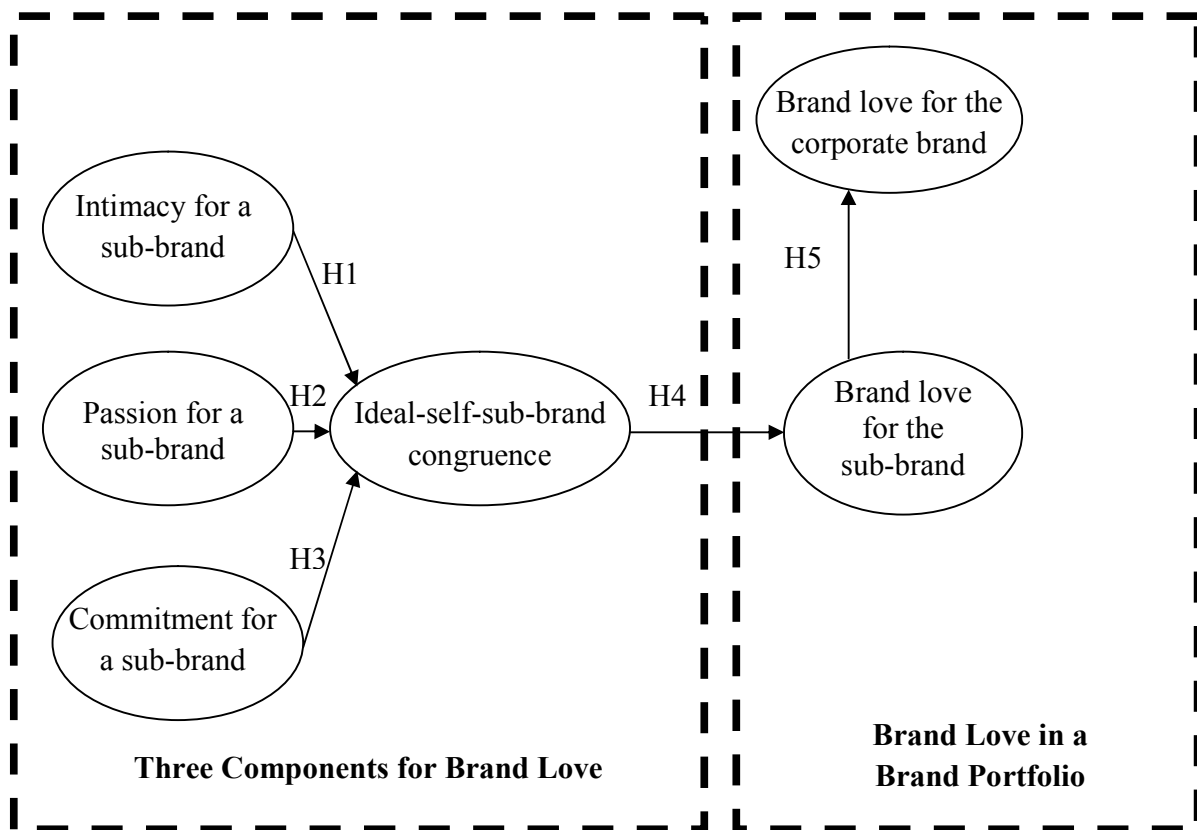 Intimacy for a
sub-brand
H1
Passion for a
sub-brand
H2
Ideal-self-sub-brand
congruence
H3
Commitment for
a sub-brand
Three Components for Brand Love
H4
Brand love for the
corporate brand
H5
Brand love
for the
sub-brand
Brand Love in a
Brand Portfolio